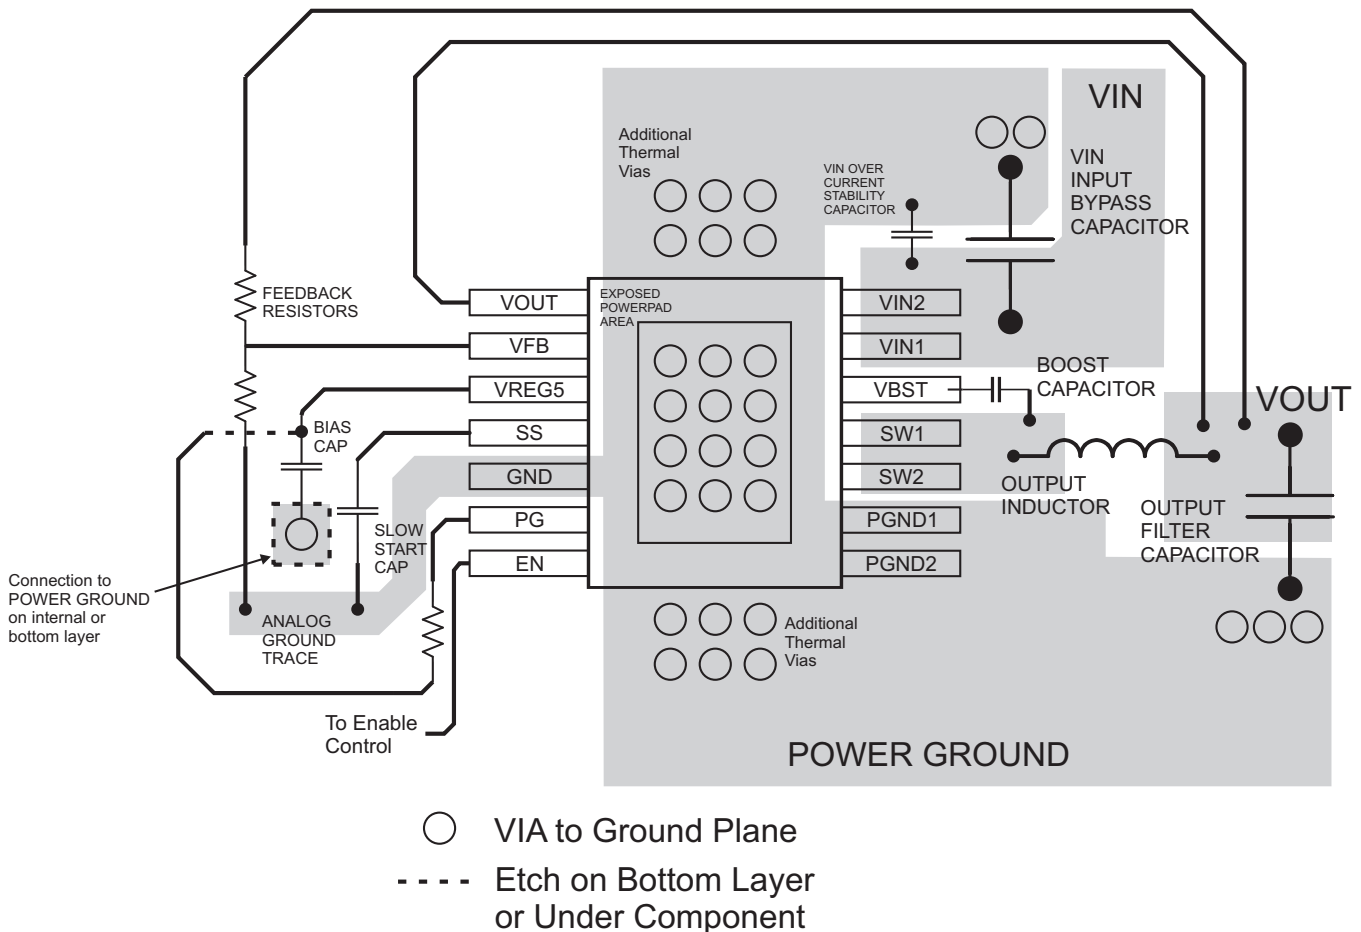 VIN
Additional
Thermal
Vias
VIN OVER
CURRENT
STABILITY
CAPACITOR
VIN
INPUT
BYPASS
CAPACITOR
FEEDBACK
RESISTORS
VOUT
VFB
VREG5
SS
GND
PG
EN
EXPOSED
POWERPAD
AREA
VIN2
VIN1
VBST
SW1
SW2
PGND1
PGND2
BOOST
CAPACITOR
VOUT
BIAS
CAP
OUTPUT
INDUCTOR
OUTPUT
FILTER
CAPACITOR
SLOW
START
CAP
Connection to
POWER GROUND
on internal or
bottom layer
ANALOG
GROUND
TRACE
Additional
Thermal
Vias
To Enable
Control
POWER GROUND
VIA to Ground Plane
Etch on Bottom Layer
or Under Component